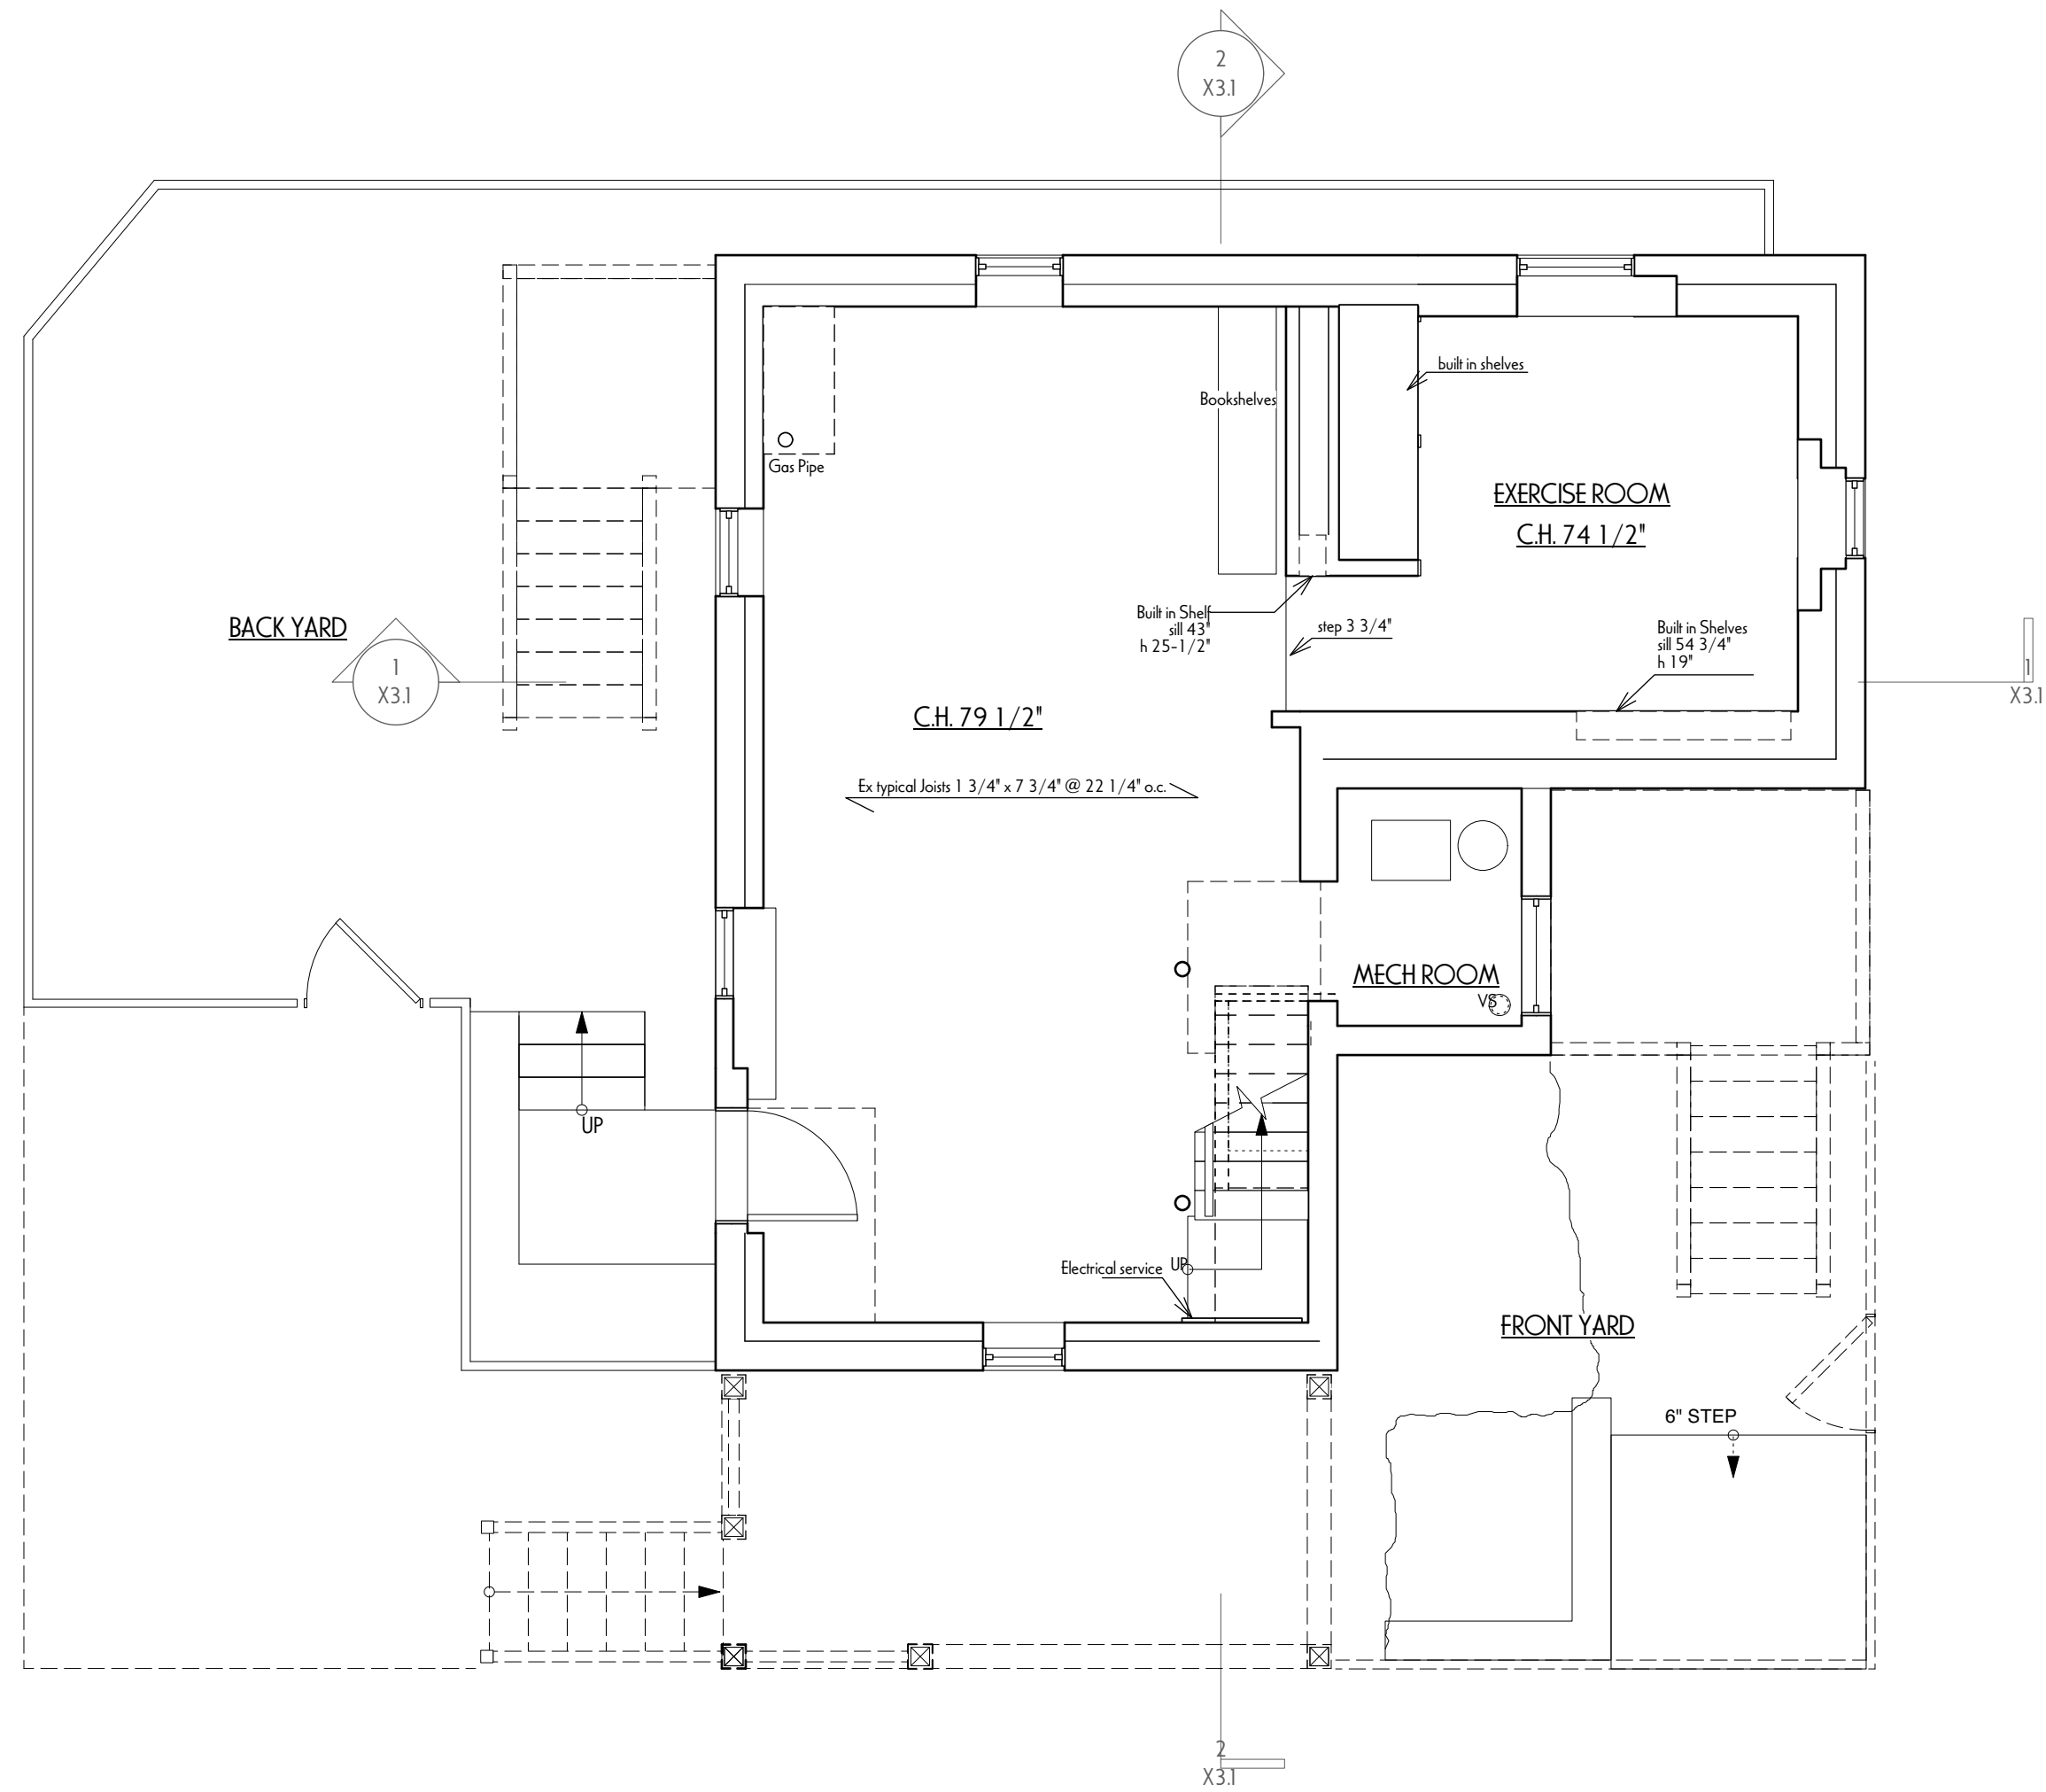 2
X3.1
built in shelves
Bookshelves
Gas Pipe
EXERCISE ROOM
C.H. 74 1/2"
Built in Shelf
sill 43"
h 25-1/2"
step 3 3/4"
Built in Shelves
sill 54 3/4"
h 19"
BACK YARD
1
X3.1
1
X3.1
C.H. 79 1/2"
Ex typical Joists 1 3/4" x 7 3/4" @ 22 1/4" o.c.
MECH ROOM
VS
UP
Electrical service
UP
FRONT YARD
6" STEP
2
X3.1